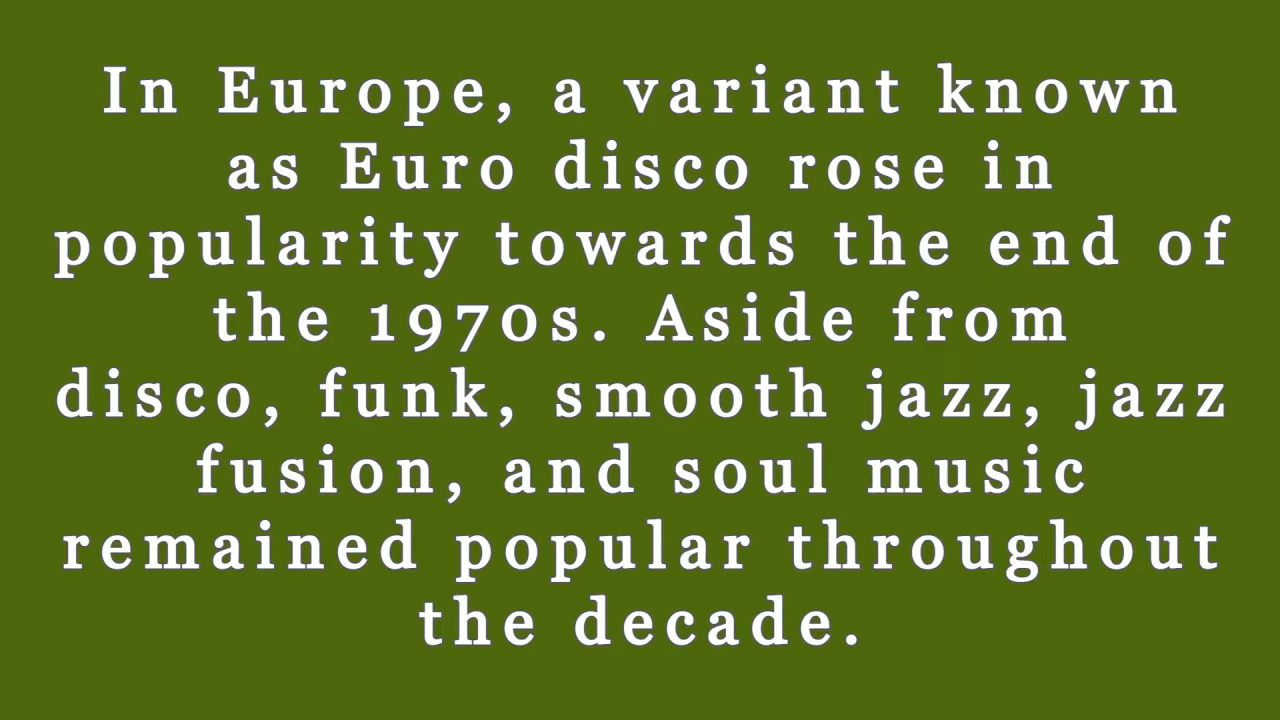 In Europe, a variant known
as Euro disco rose in
popularity towards the end of
the 1970s. Aside from
disco, funk, smooth jazz, jazz
fusion, and soul music
remained popular throughout
the decade.